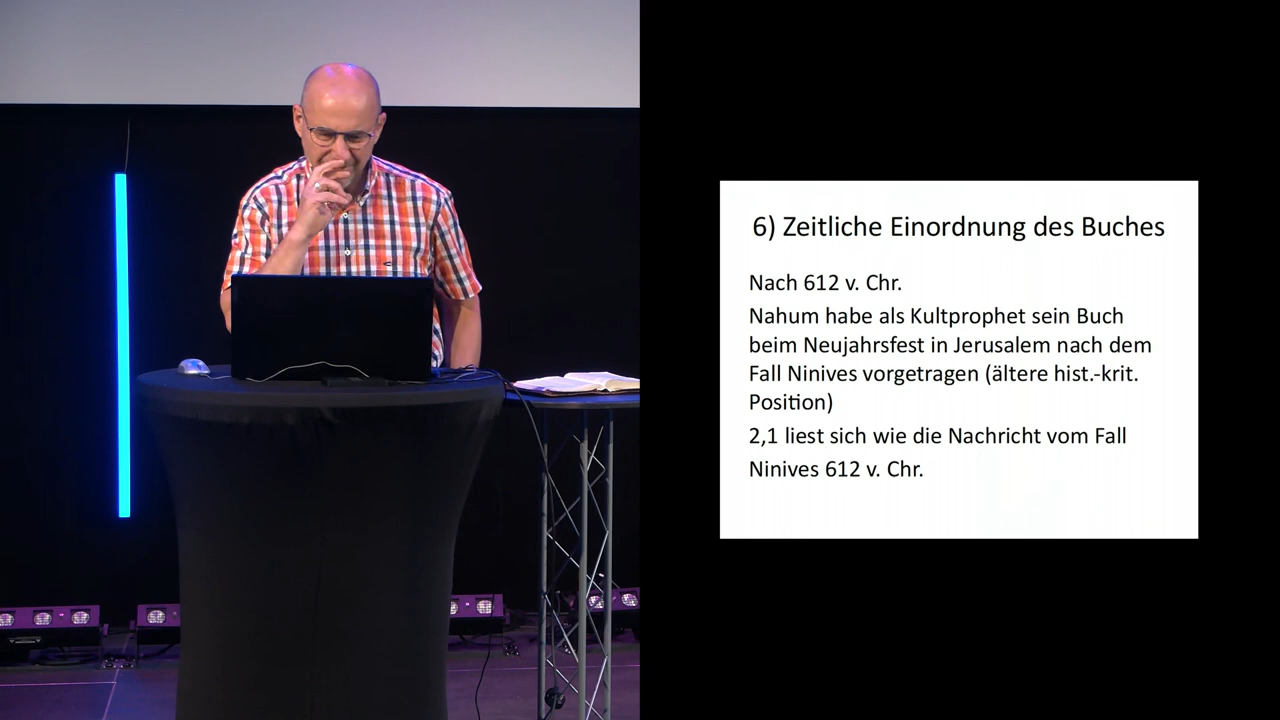 6) Zeitliche Einordnung des Buches
Nach 612 v. Chr.
Nahum habe als Kultprophet sein Buch
beim Neujahrsfest in Jerusalem nach dem
Fall Ninives vorgetragen (ältere hist.-krit.
Position)
2,1 liest sich wie die Nachricht vom Fall
Ninives 612 v. Chr.